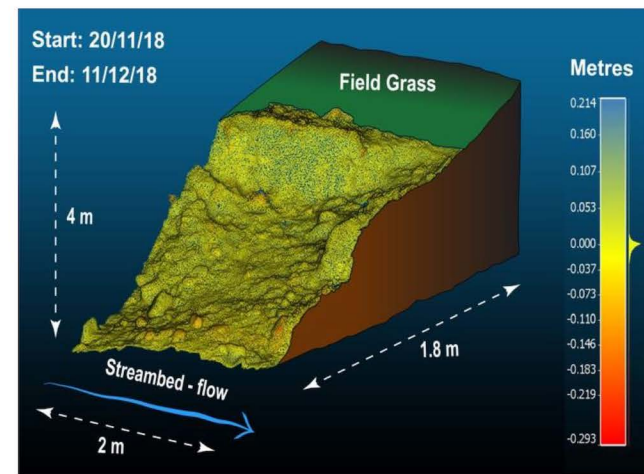 Start: 20/11/18
End: 11/12/18
Field Grass
Metres
4 m
1.8 m
Streambed - flow
2 m
0.214
0.160
0.107
0.053
0.000
-0.037
-0.073
-0.110
-0.146
-0.183
-0.219
-0.293